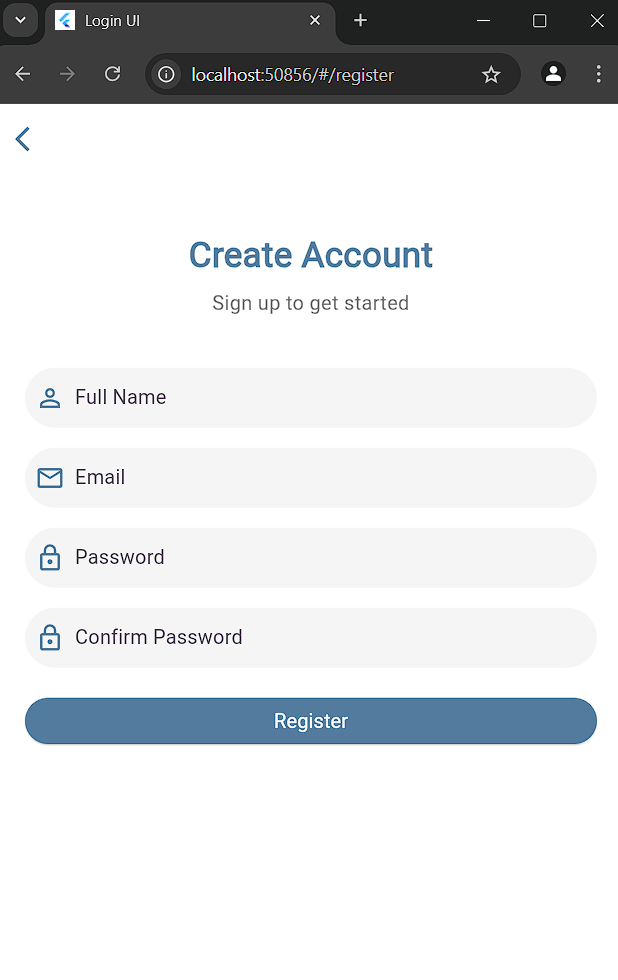 Login UI
localhost:50856/#/register
Create Account
Sign up to get started
Full Name
Email
Password
Confirm Password
Register